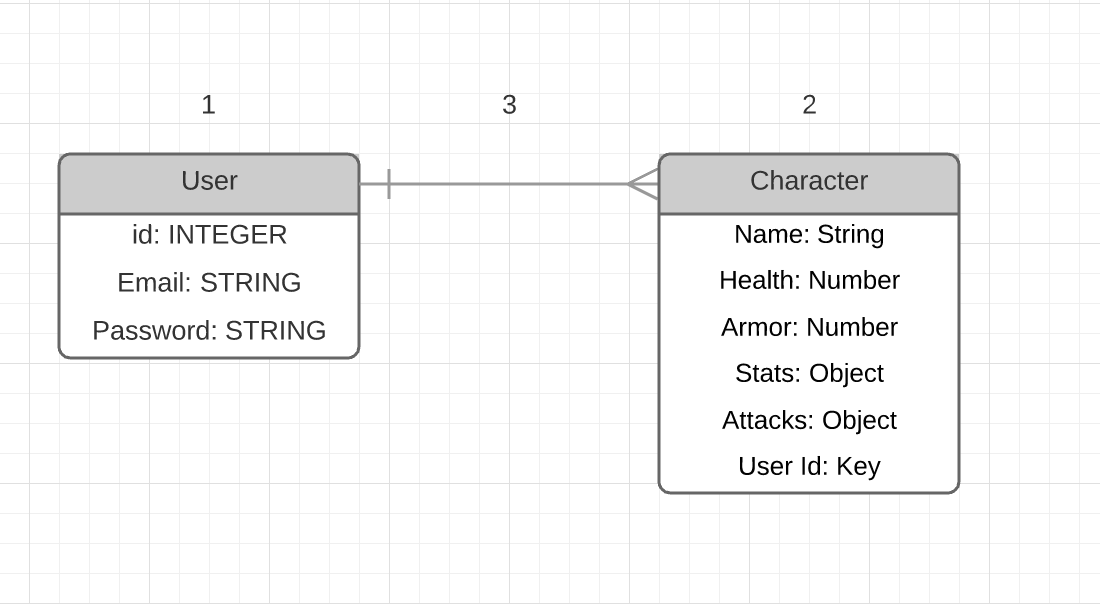 1
3
2
User
id: INTEGER
Email: STRING
Password: STRING
Character
Name: String
Health: Number
Armor: Number
Stats: Object
Attacks: Object
User Id: Key